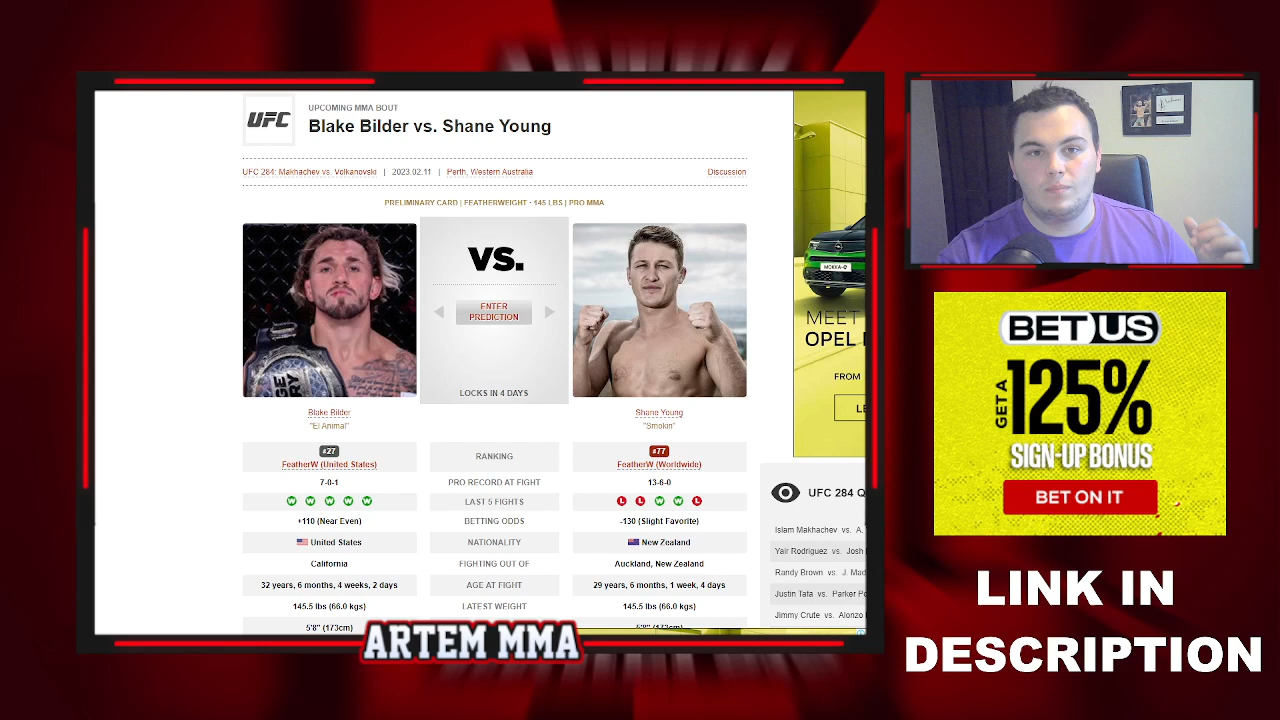 UFC
UPCOMING MMA BOUT
Blake Bilder vs. Shane Young
UFC 284: Makhachev vs. Volkanovski | 2023.02.11 | Perth, Western Australia
Discussion
PRELIMINARY CARD | FEATHERWEIGHT · 145 LBS | PRO MMA
VS.
ENTER
PREDICTION
LOCKS IN 4 DAYS
Blake Bilder
"El Animal"
Shane Young
"Smokin'"
#27 RANKING #77
FeatherW (United States) FeatherW (Worldwide)
7-0-1 PRO RECORD AT FIGHT 13-6-0
W W W W W LAST 5 FIGHTS L L W W L
+110 (Near Even) BETTING ODDS -130 (Slight Favorite)
United States NATIONALITY New Zealand
California FIGHTING OUT OF Auckland, New Zealand
32 years, 6 months, 4 weeks, 2 days AGE AT FIGHT 29 years, 6 months, 1 week, 4 days
145.5 lbs (66.0 kgs) LATEST WEIGHT 145.5 lbs (66.0 kgs)
5'8" (173cm) 5'8" (173cm)
MOKKA-e
MEET
OPEL
FROM
UFC 284 Q
Islam Makhachev vs. A.
Yair Rodriguez vs. Josh
Randy Brown vs. J. Mad
Justin Tafa vs. Parker Po
Jimmy Crute vs. Alonzo
ARTEM MMA
BET US
GET A
125%
SIGN-UP BONUS
BET ON IT
LINK IN
DESCRIPTION